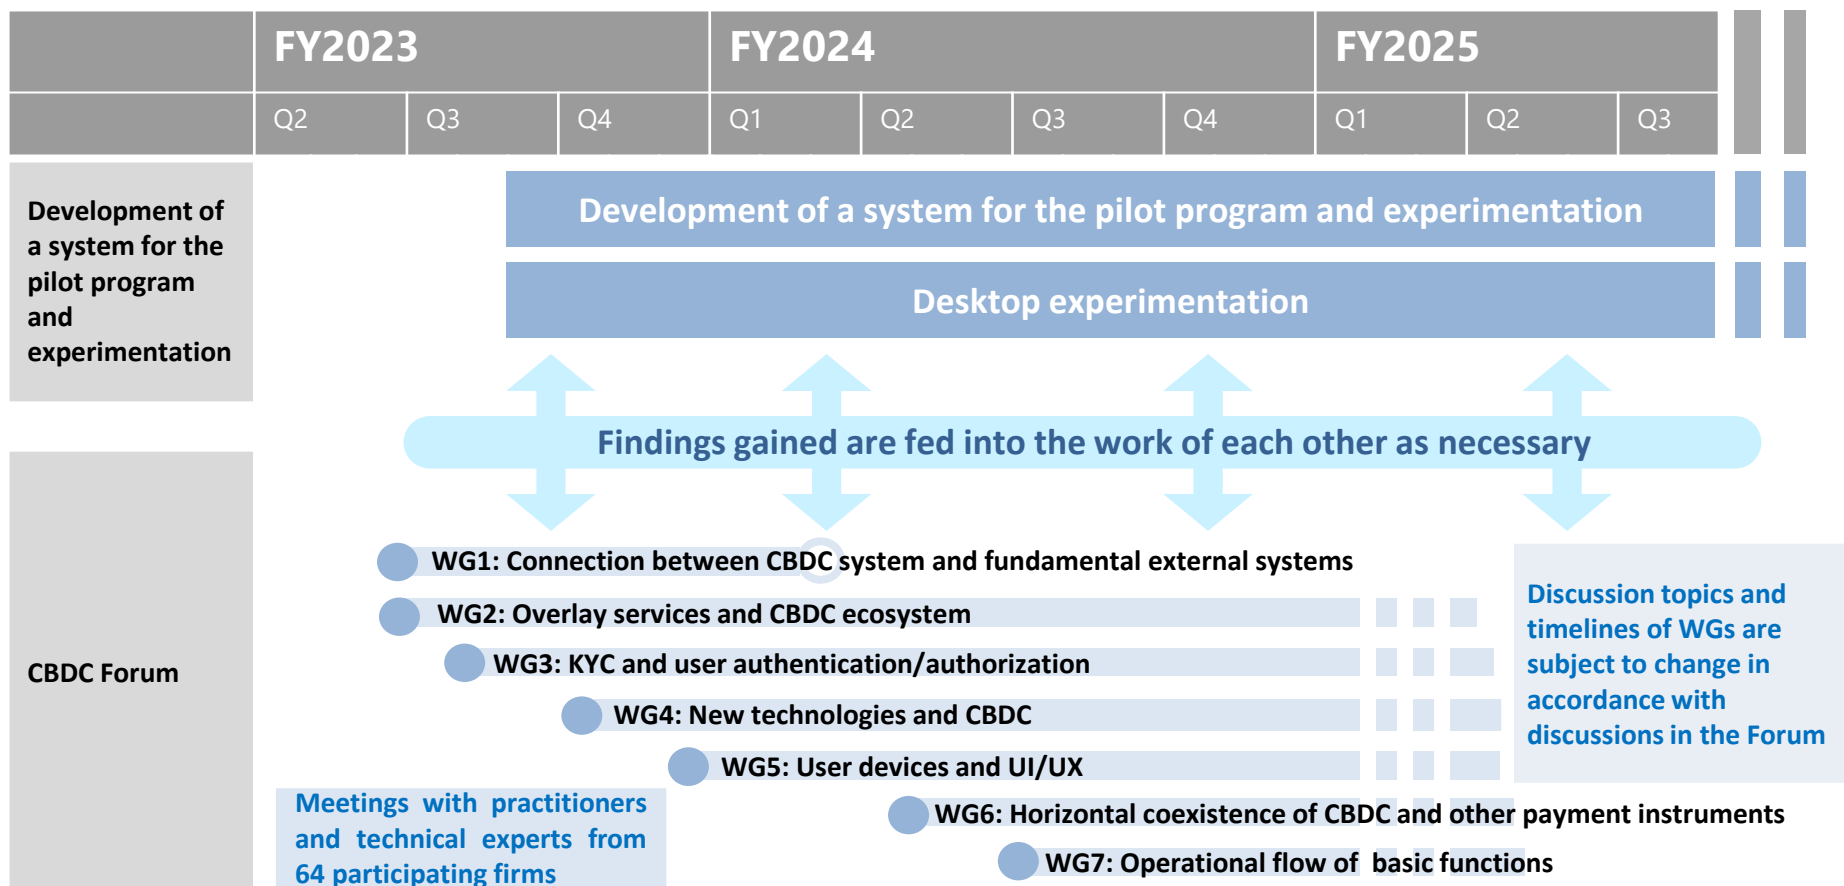 FY2023 FY2024 FY2025
Q2 Q3 Q4 Q1 Q2 Q3 Q4 Q1 Q2 Q3
Development of
a system for the
pilot program
and
experimentation
Development of a system for the pilot program and experimentation
Desktop experimentation
Findings gained are fed into the work of each other as necessary
CBDC Forum
WG1: Connection between CBDC system and fundamental external systems
WG2: Overlay services and CBDC ecosystem
WG3: KYC and user authentication/authorization
WG4: New technologies and CBDC
WG5: User devices and UI/UX
WG6: Horizontal coexistence of CBDC and other payment instruments
WG7: Operational flow of basic functions
Discussion topics and
timelines of WGs are
subject to change in
accordance with
discussions in the Forum
Meetings with practitioners
and technical experts from
64 participating firms